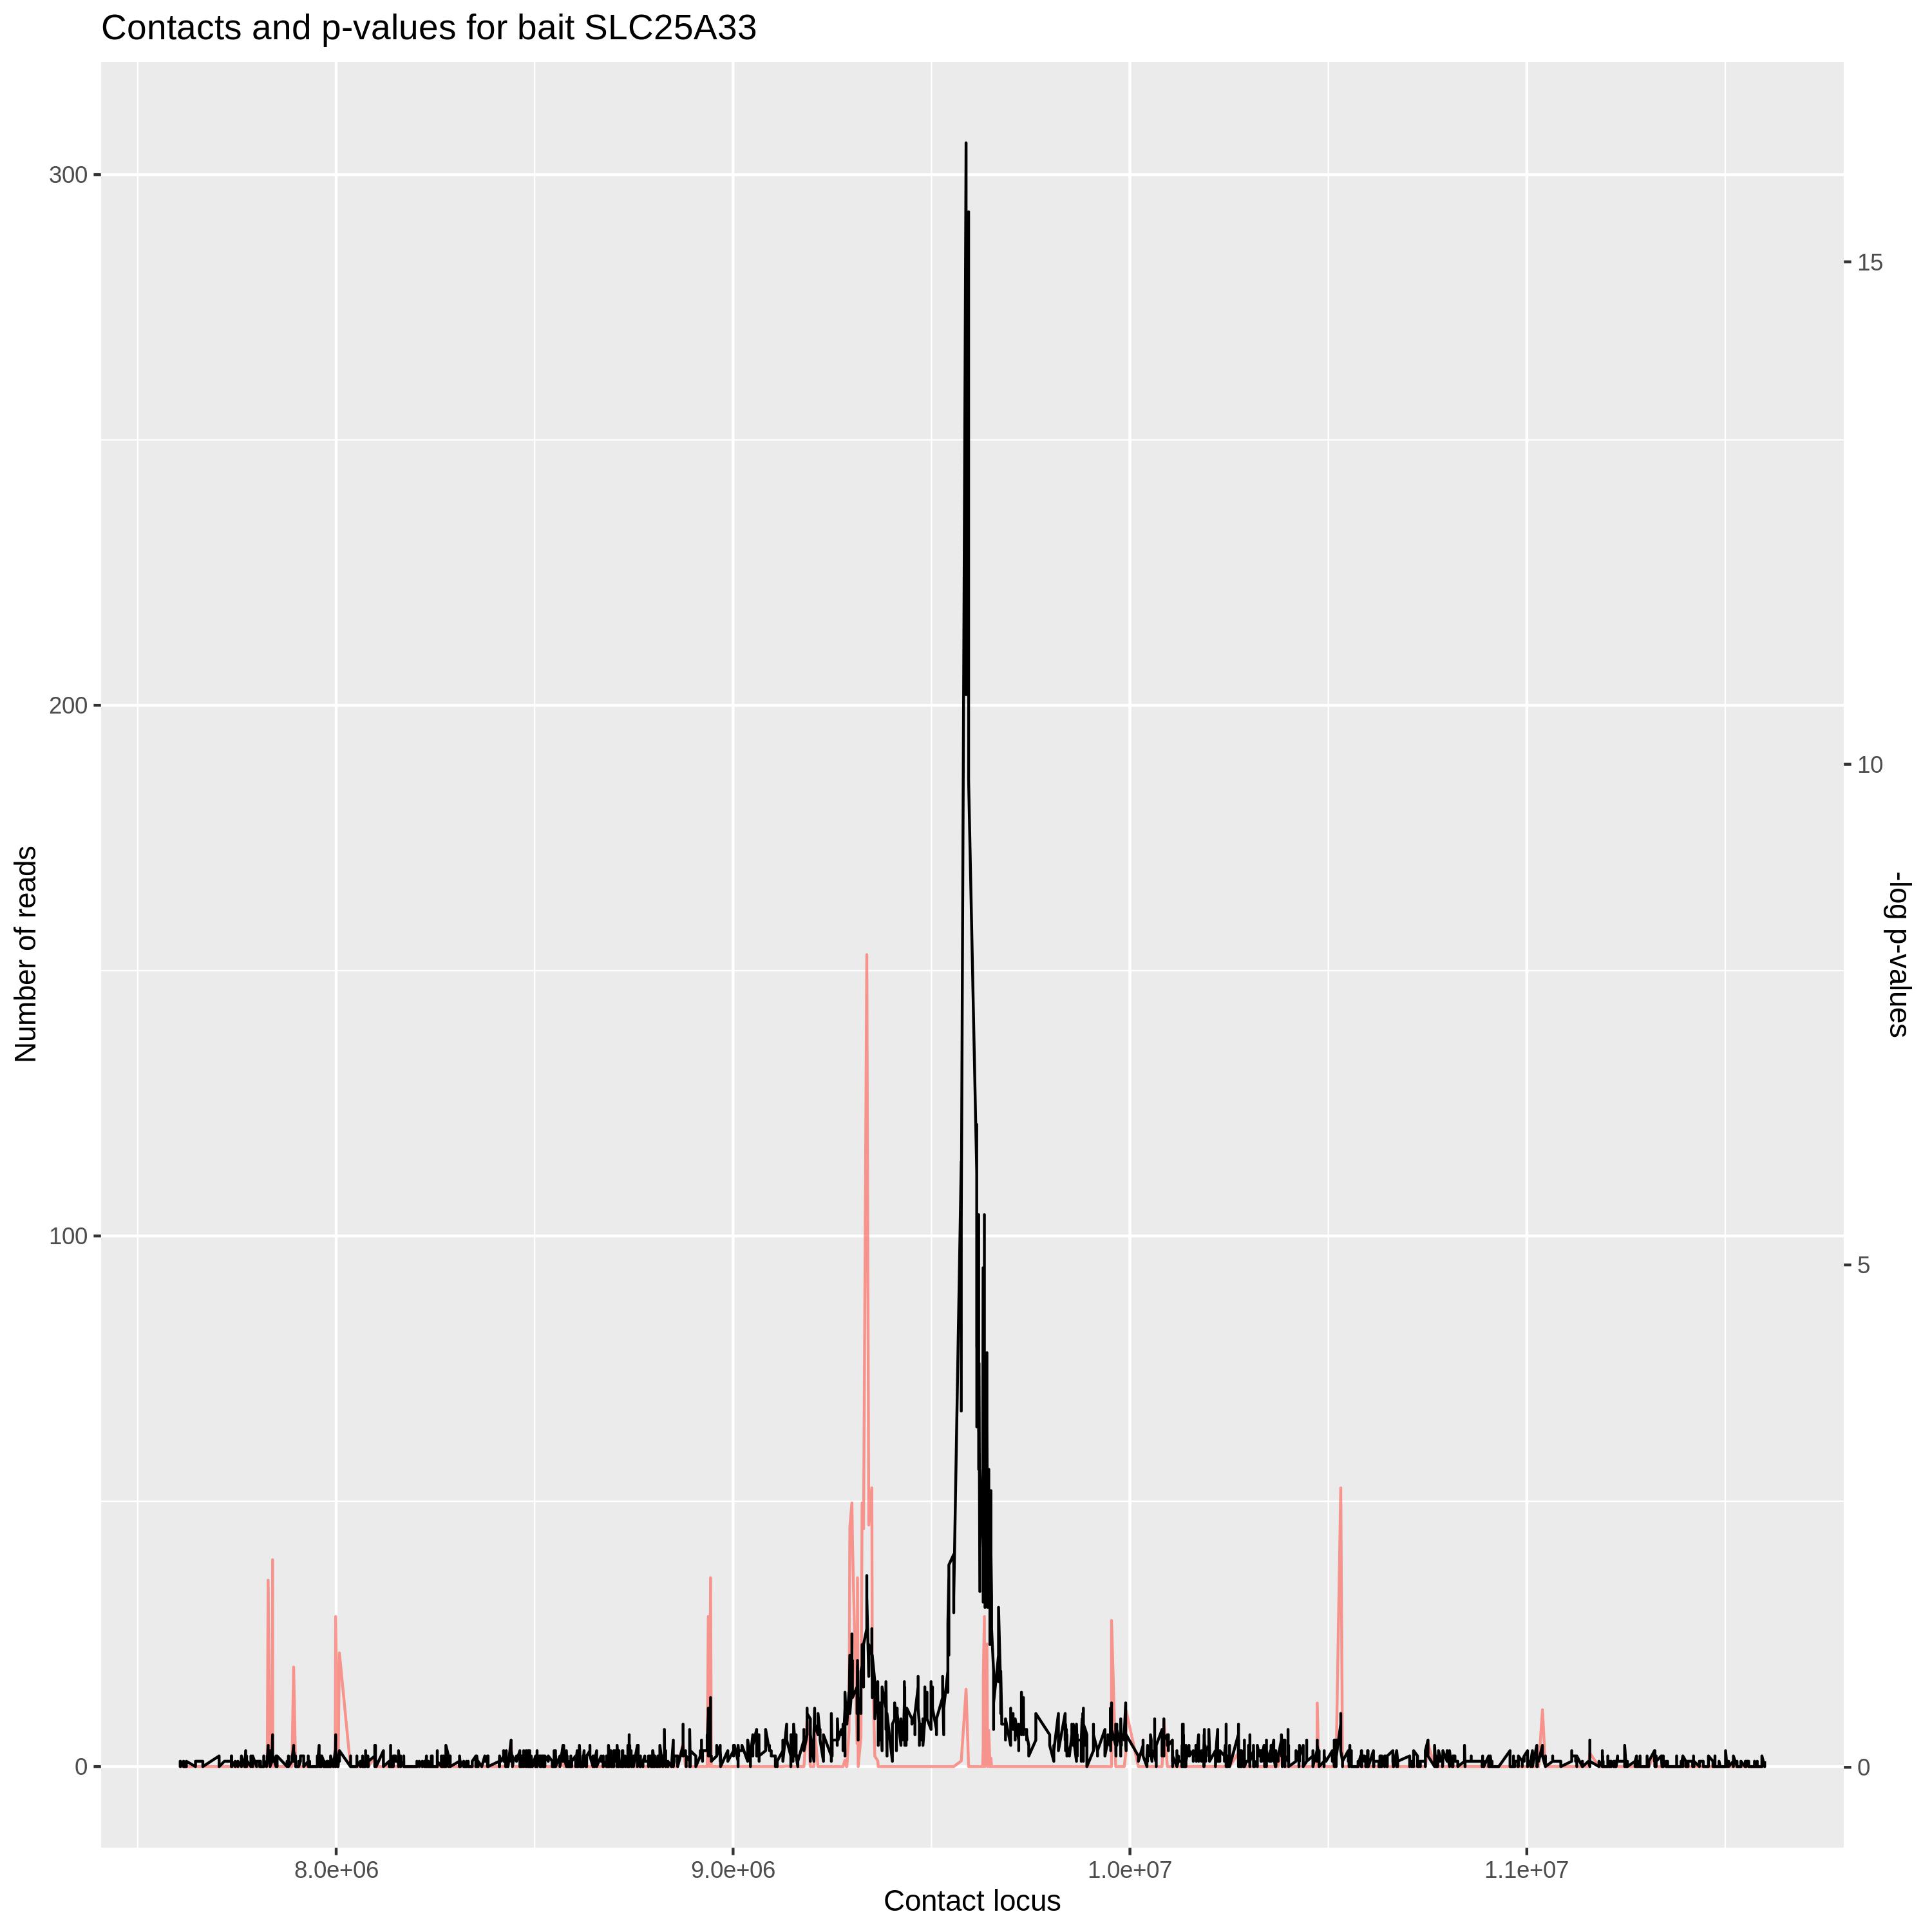 Contacts and p-values for bait SLC25A33
300
200
100
0
Number of reads
15
10
5
0
-log p-values
8.0e+06 9.0e+06 1.0e+07 1.1e+07
Contact locus